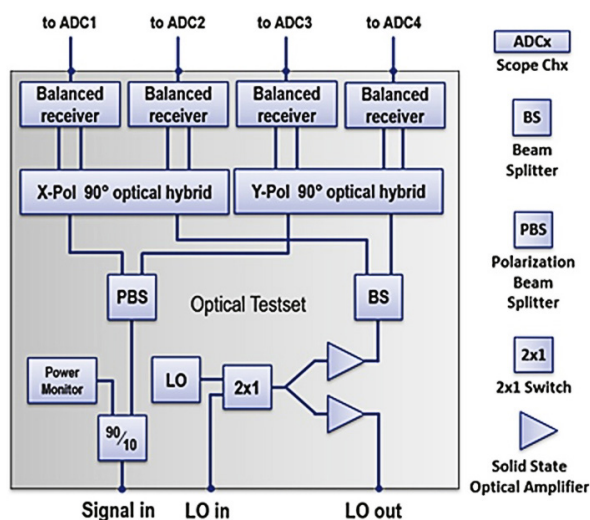 to ADC1
to ADC2
to ADC3
to ADC4
Balanced
receiver
Balanced
receiver
Balanced
receiver
Balanced
receiver
X-Pol 90° optical hybrid
Y-Pol 90° optical hybrid
PBS
Optical Testset
BS
Power
Monitor
LO
2x1
90/10
Signal in
LO in
LO out
ADCx
Scope Chx
BS
Beam
Splitter
PBS
Polarization
Beam
Splitter
2x1
2x1 Switch
Solid State
Optical Amplifier